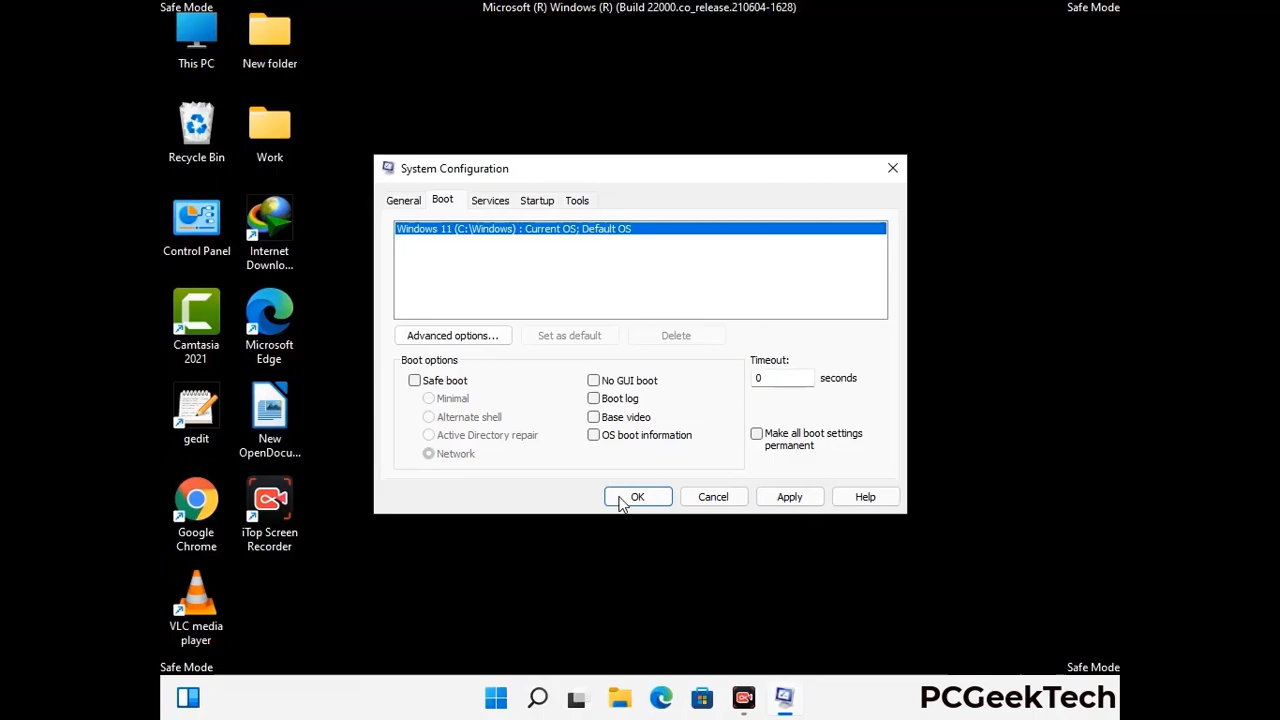 Safe Mode
Microsoft (R) Windows (R) (Build 22000.co_release.210604-1628)
Safe Mode
This PC
New folder
Recycle Bin
Work
Control Panel
Internet
Downlo...
Camtasia
2021
Microsoft
Edge
gedit
New
OpenDocu...
Google
Chrome
iTop Screen
Recorder
VLC media
player
System Configuration
General
Boot
Services
Startup
Tools
Windows 11 (C:\Windows) : Current OS; Default OS
Advanced options...
Set as default
Delete
Boot options
Safe boot
Minimal
Alternate shell
Active Directory repair
Network
No GUI boot
Boot log
Base video
OS boot information
Timeout:
0 seconds
Make all boot settings
permanent
OK
Cancel
Apply
Help
Safe Mode
Safe Mode
PCGeekTech